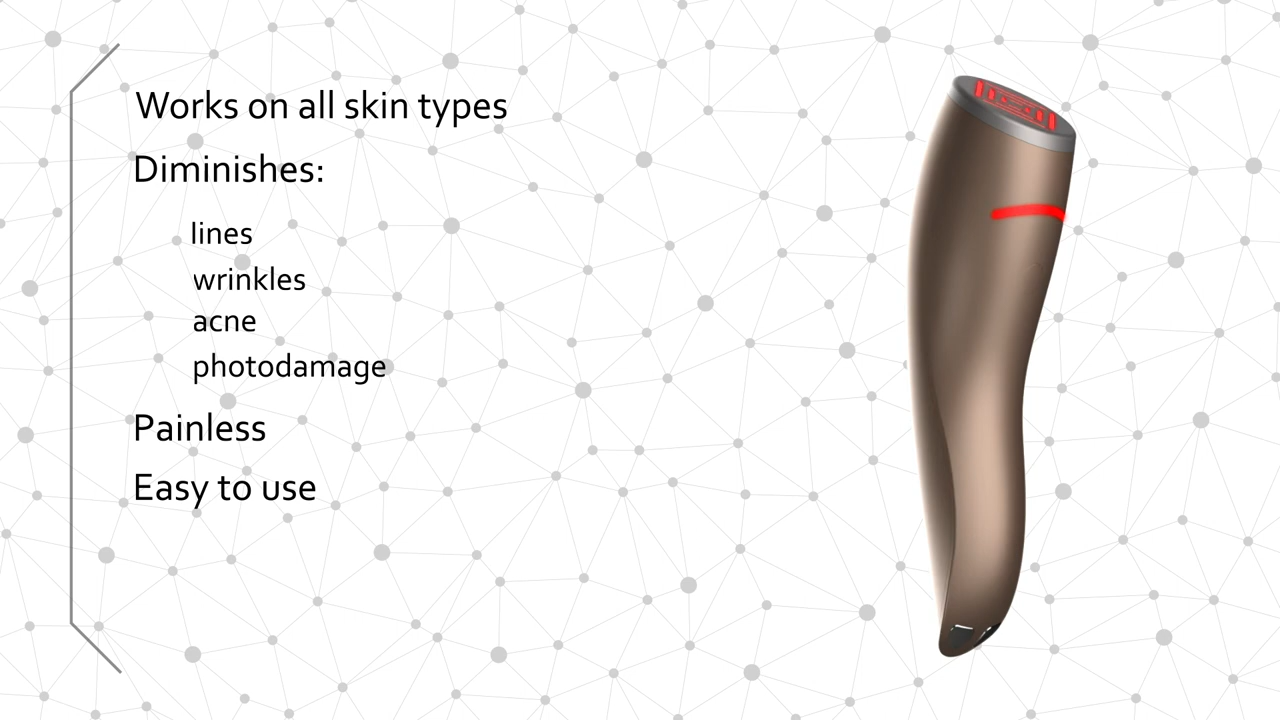 Works on all skin types
Diminishes:
lines
wrinkles
acne
photodamage
Painless
Easy to use